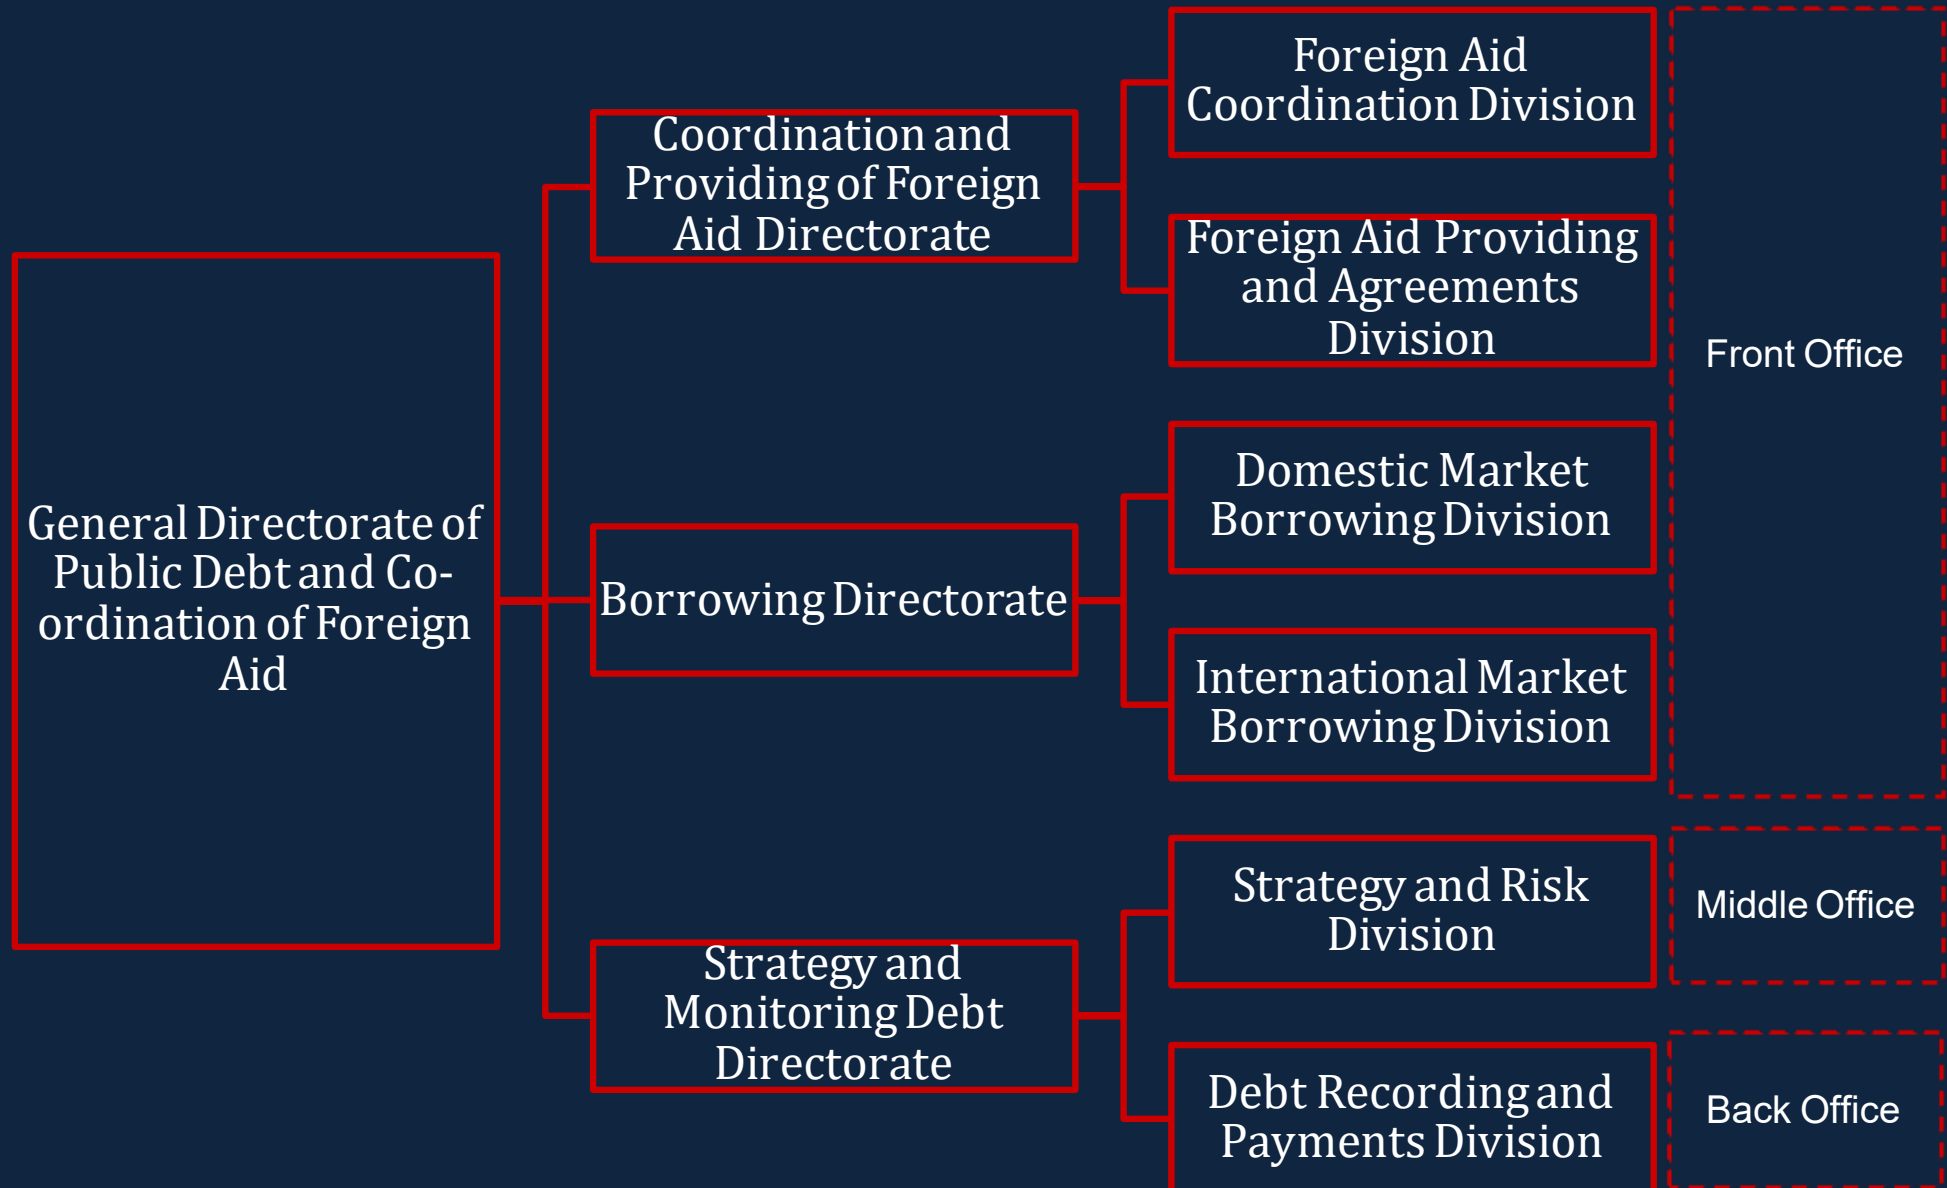 General Directorate of
Public Debt and Co-
ordination of Foreign
Aid
Coordination and
Providing of Foreign
Aid Directorate
Foreign Aid
Coordination Division
Foreign Aid Providing
and Agreements
Division
Borrowing Directorate
Domestic Market
Borrowing Division
International Market
Borrowing Division
Strategy and
Monitoring Debt
Directorate
Strategy and Risk
Division
Debt Recording and
Payments Division
Front Office
Middle Office
Back Office